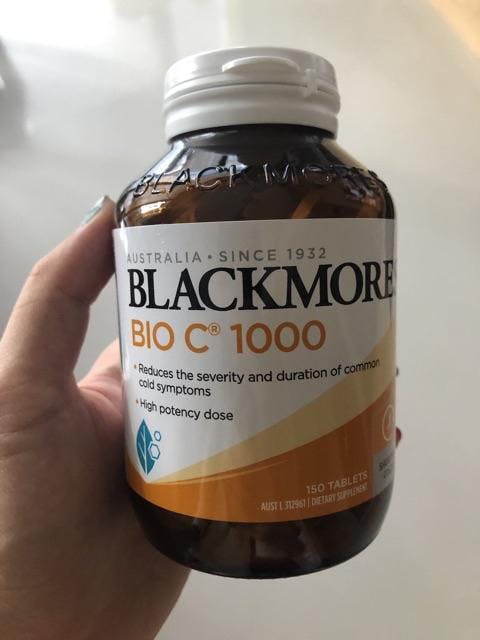 BLACKMORES
AUSTRALIA • SINCE 1932
BLACKMORES
BIO C® 1000
• Reduces the severity and duration of common
cold symptoms
• High potency dose
150 TABLETS
AUST L 312961 | DIETARY SUPPLEMENT